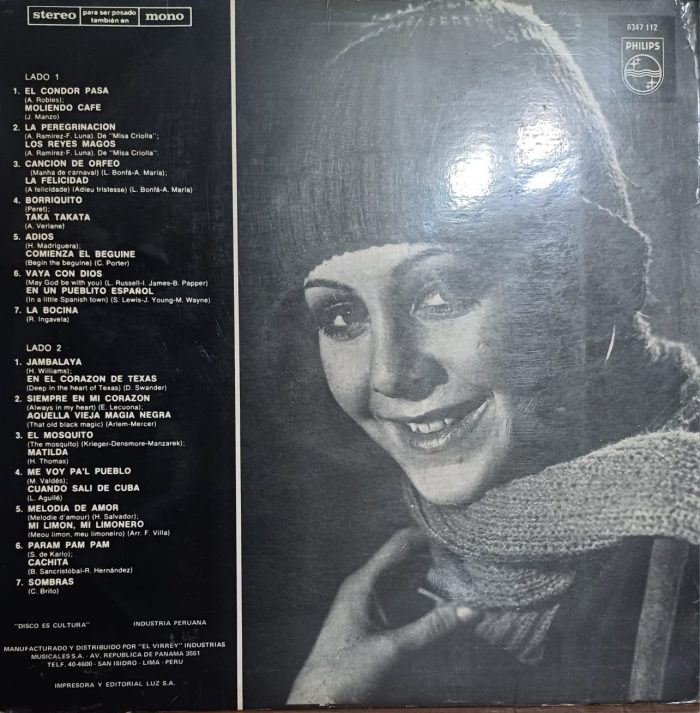 stereo para ser pasado mono
también en
6347 112
PHILIPS
LADO 1
1. EL CONDOR PASA
(A. Robles);
MOLIENDO CAFE
(J. Manzo)
2. LA PEREGRINACION
(A. Ramirez-F. Luna). De "Misa Criolla";
LOS REYES MAGOS
(A. Ramirez-F. Luna). De "Misa Criolla".
3. CANCION DE ORFEO
(Manha de carnaval) (L. Bonfá-A. Maria);
LA FELICIDAD
(A felicidade) (Adieu tristesse) (L. Bonfá-A. Maria)
4. BORRIQUITO
(Peret);
TAKA TAKATA
(A. Verlane)
5. ADIOS
(H. Madriguera);
COMIENZA EL BEGUINE
(Begin the beguine) (C. Porter)
6. VAYA CON DIOS
(May God be with you) (L. Russell-I. James-B. Papper)
EN UN PUEBLITO ESPAÑOL
(In a little Spanish town) (S. Lewis-J. Young-M. Wayne)
7. LA BOCINA
(R. Ingavela)
LADO 2
1. JAMBALAYA
(H. Williams);
EN EL CORAZON DE TEXAS
(Deep in the heart of Texas) (D. Swander)
2. SIEMPRE EN MI CORAZON
(Always in my heart) (E. Lecuona);
AQUELLA VIEJA MAGIA NEGRA
(That old black magic) (Arlem-Mercer)
3. EL MOSQUITO
(The mosquito) (Krieger-Densmore-Manzarek);
MATILDA
(H. Thomas)
4. ME VOY PA'L PUEBLO
(M. Valdés);
CUANDO SALI DE CUBA
(L. Aguilé)
5. MELODIA DE AMOR
(Melodie d'amour) (H. Salvador);
MI LIMON, MI LIMONERO
(Meou limon, meu limoneiro) (Arr. F. Villa)
6. PARAM PAM PAM
(S. de Karlo);
CACHITA
(B. Sancristóbal-R. Hernández)
7. SOMBRAS
(C. Brito)
"DISCO ES CULTURA" INDUSTRIA PERUANA
MANUFACTURADO Y DISTRIBUIDO POR "EL VIRREY" INDUSTRIAS
MUSICALES S.A. - AV. REPUBLICA DE PANAMA 3551
TELF. 40-4600 - SAN ISIDRO - LIMA - PERU
IMPRESORA Y EDITORIAL LUZ S.A.